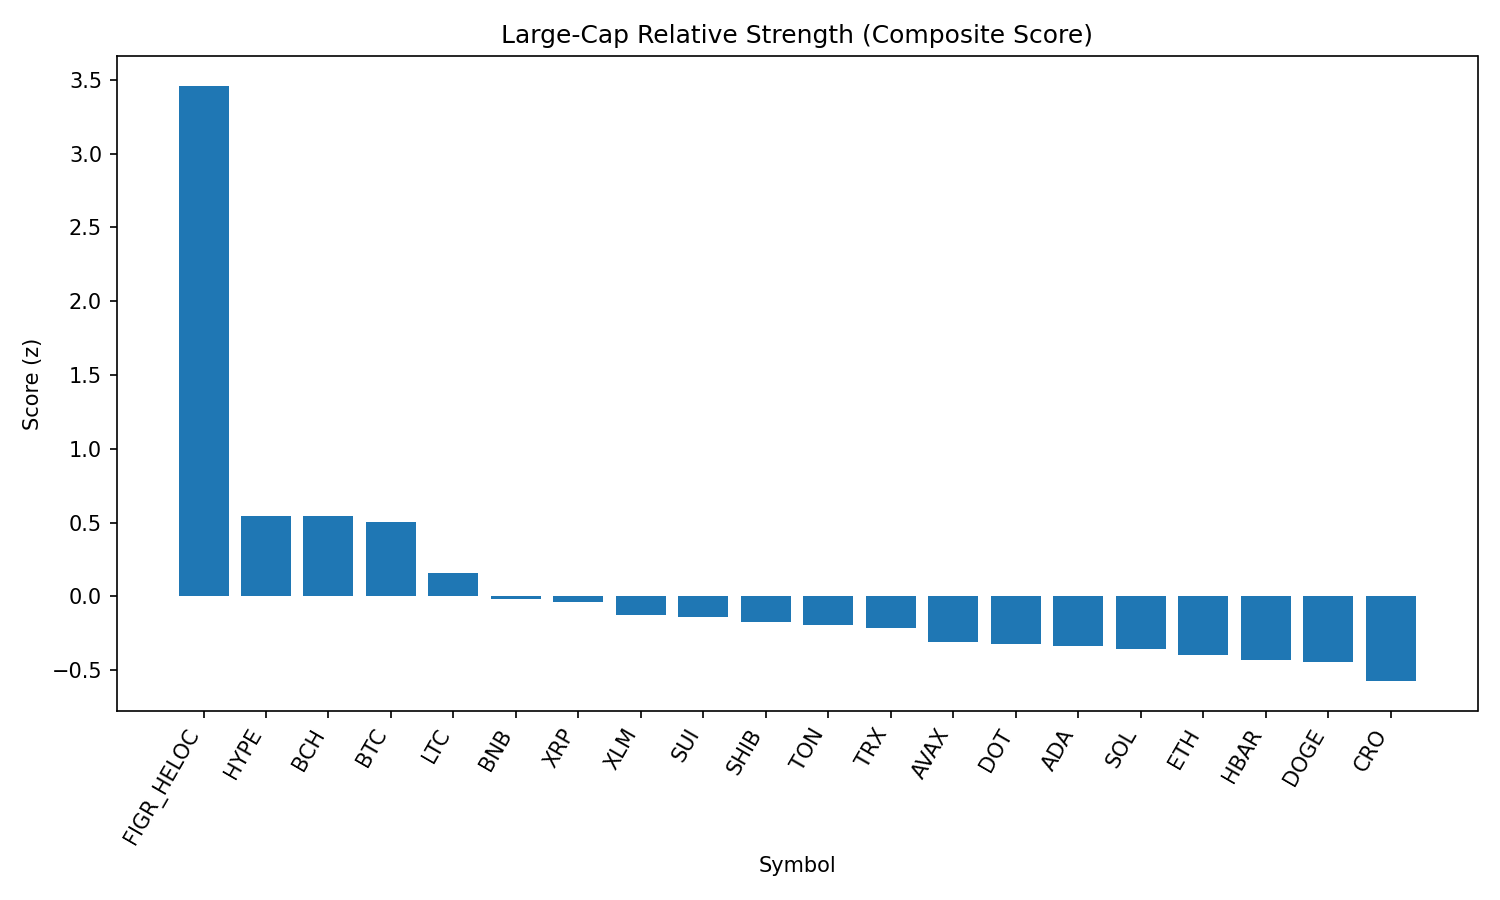 Large-Cap Relative Strength (Composite Score)
3.5
3.0
2.5
2.0
1.5
1.0
0.5
0.0
−0.5
Score (z)
FIGR_HELOC
HYPE
BCH
BTC
LTC
BNB
XRP
XLM
SUI
SHIB
TON
TRX
AVAX
DOT
ADA
SOL
ETH
HBAR
DOGE
CRO
Symbol